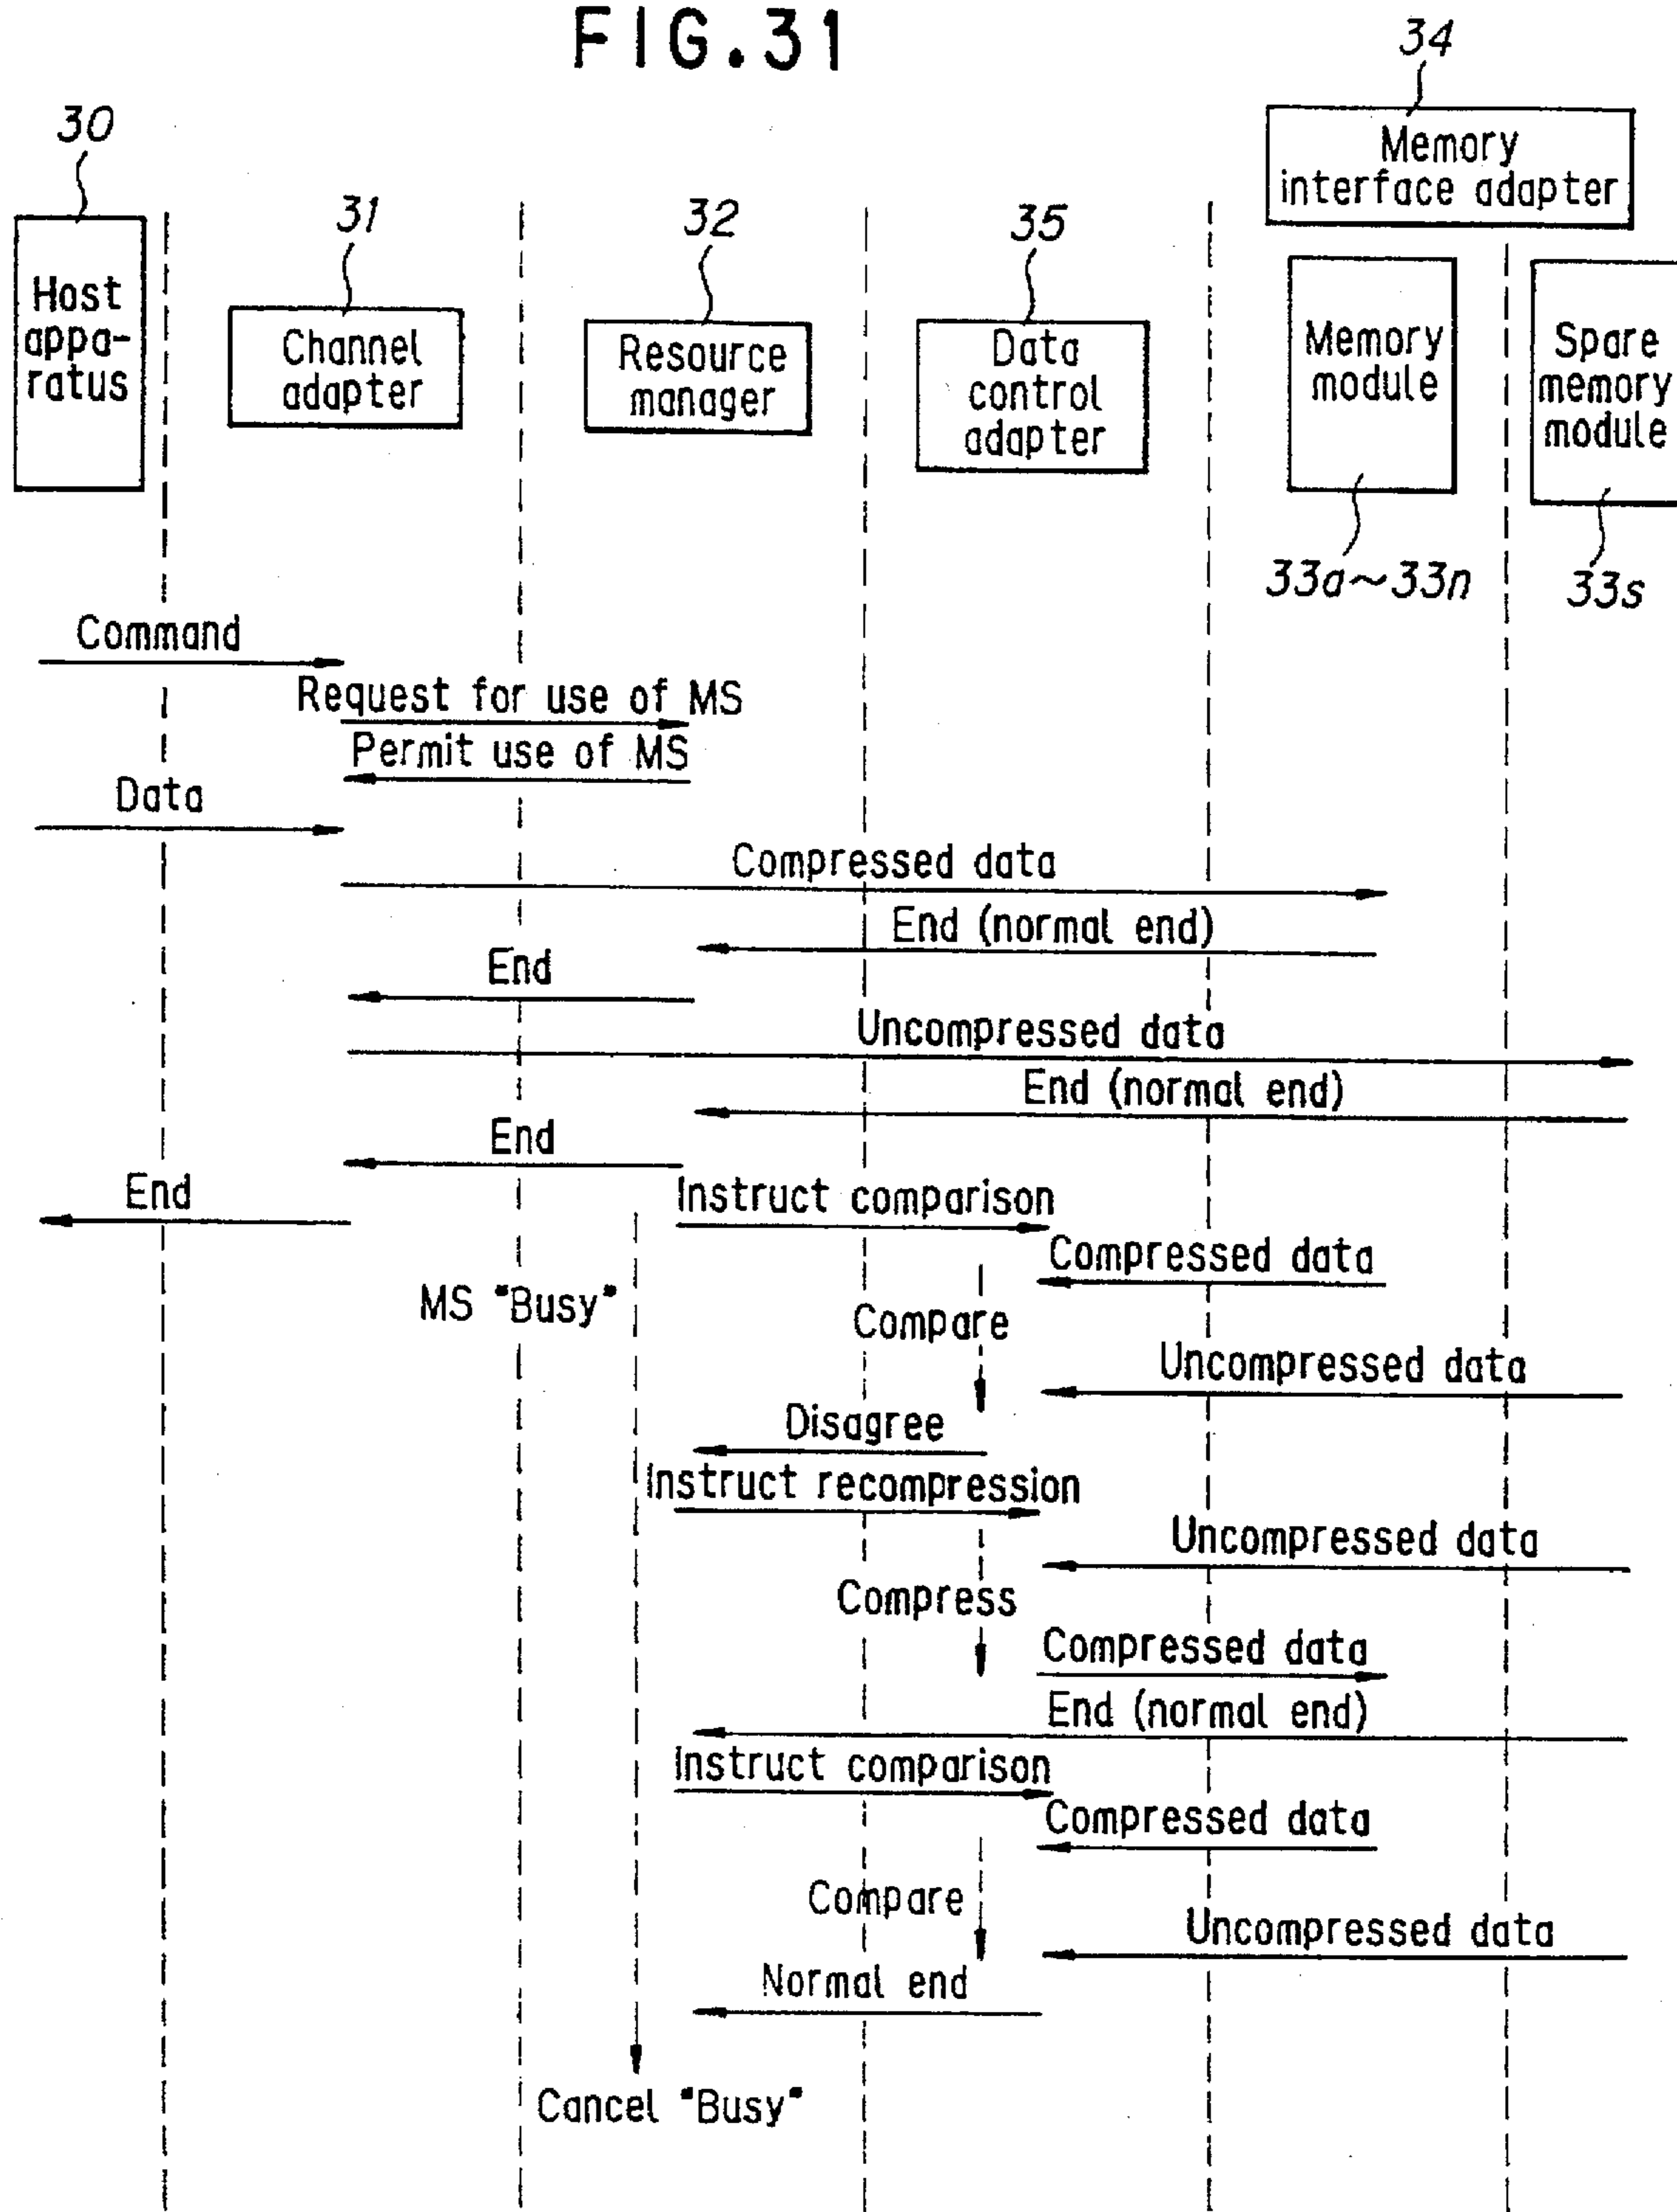 FIG.31
34
Memory
interface adapter
30
Host
appa-
ratus
31
Channel
adapter
32
Resource
manager
35
Data
control
adapter
Memory
module
Spare
memory
module
33a~33n
33s
Command
Request for use of MS
Permit use of MS
Data
Compressed data
End (normal end)
End
Uncompressed data
End (normal end)
End
End
Instruct comparison
Compressed data
MS "Busy"
Compare
Uncompressed data
Disagree
Instruct recompression
Uncompressed data
Compress
Compressed data
End (normal end)
Instruct comparison
Compressed data
Compare
Uncompressed data
Normal end
Cancel "Busy"